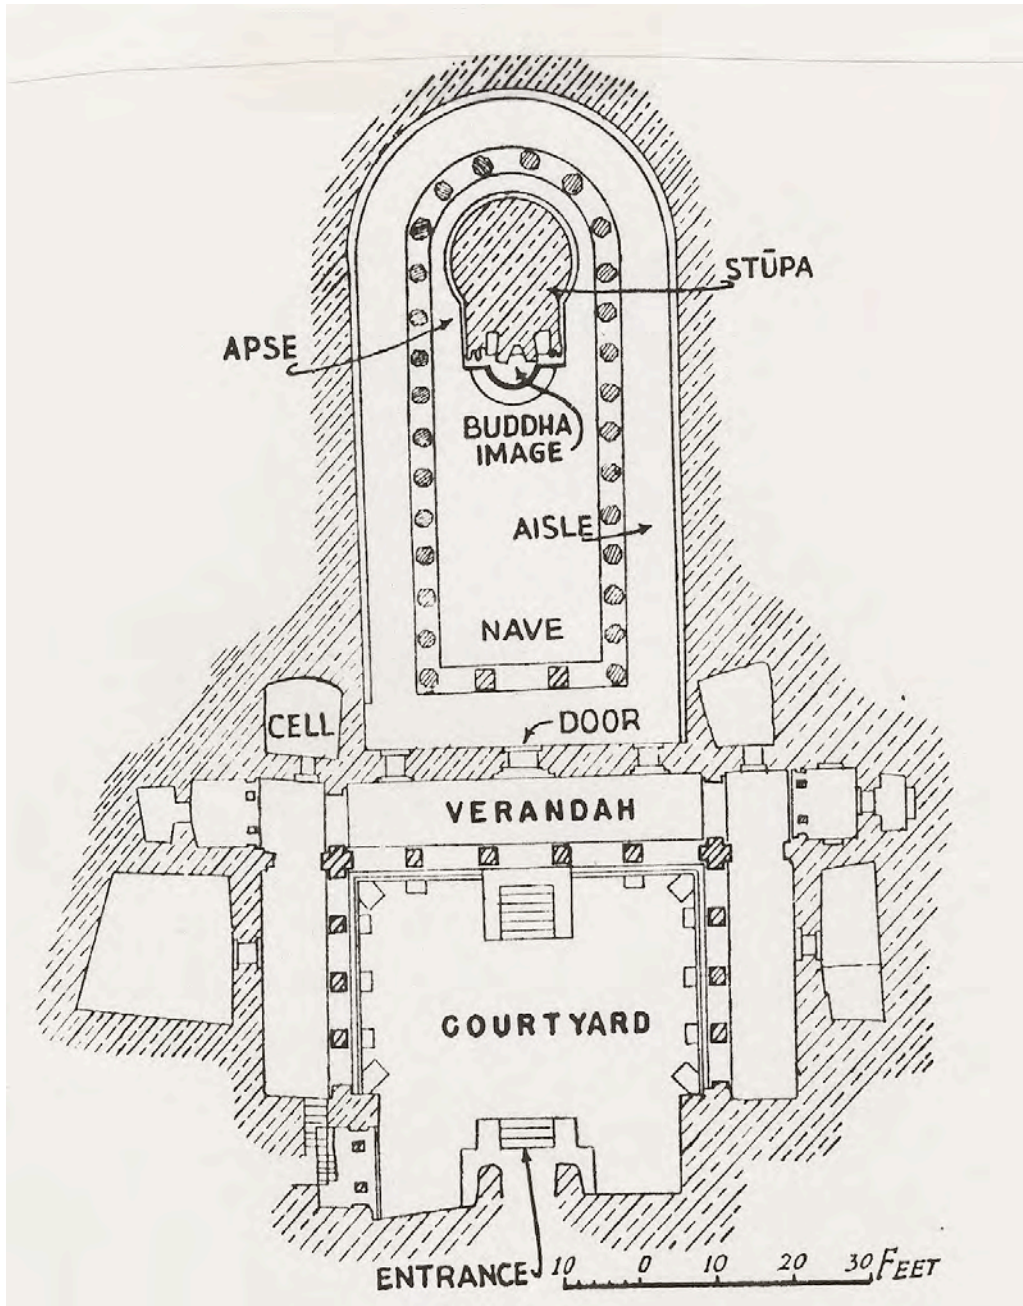 STŪPA
APSE
BUDDHA
IMAGE
AISLE
NAVE
CELL
DOOR
VERANDAH
COURTYARD
ENTRANCE
10 0 10 20 30 FEET